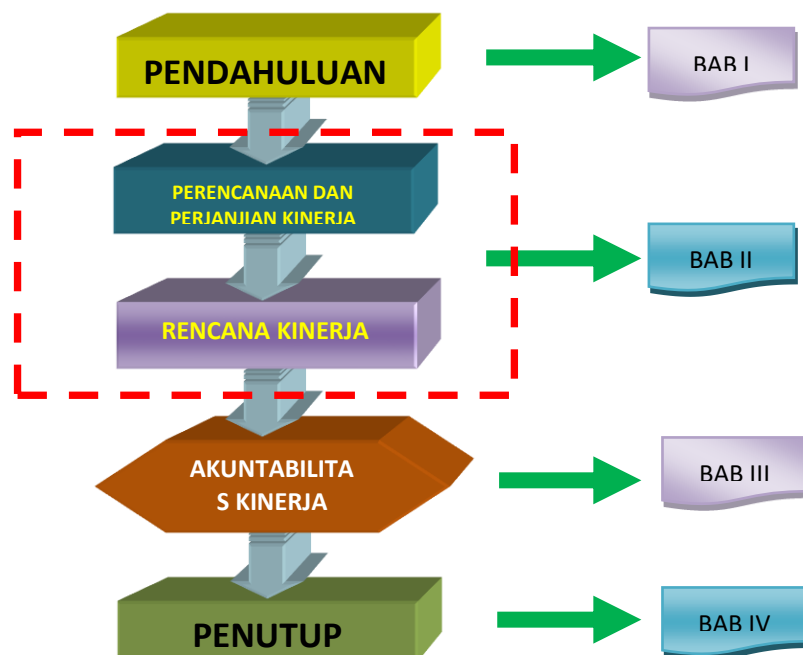 PENDAHULUAN
BAB I
PERENCANAAN DAN
PERJANJIAN KINERJA
BAB II
RENCANA KINERJA
AKUNTABILITA
S KINERJA
BAB III
PENUTUP
BAB IV